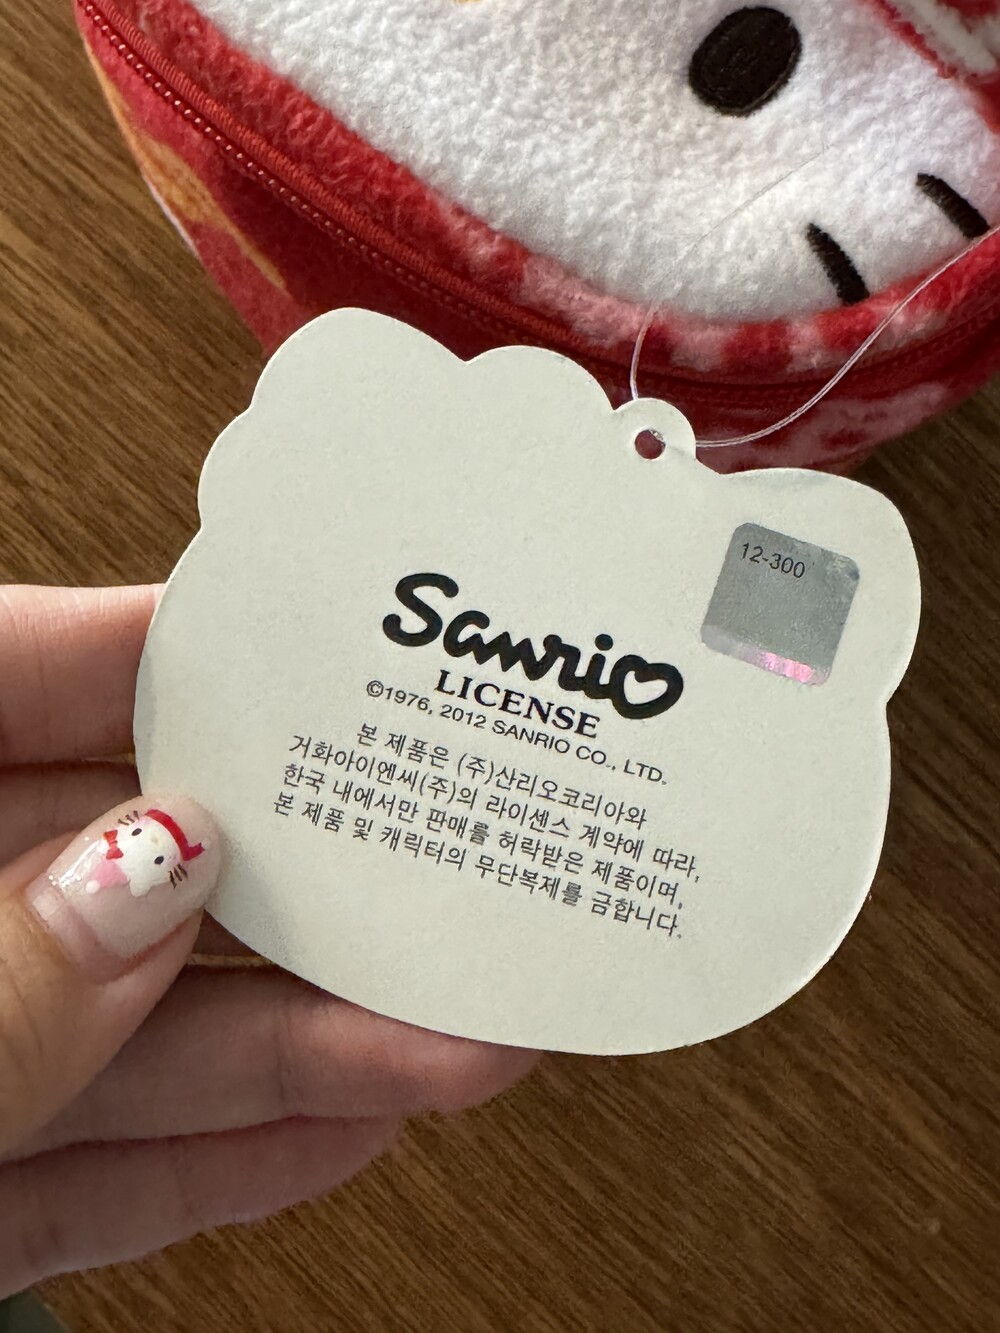 12-300
Sanrio
LICENSE
©1976, 2012 SANRIO CO., LTD.
본 제품은 (주)산리오코리아와
거화아이엔씨(주)의 라이센스 계약에 따라,
한국 내에서만 판매를 허락받은 제품이며,
본 제품 및 캐릭터의 무단복제를 금합니다.